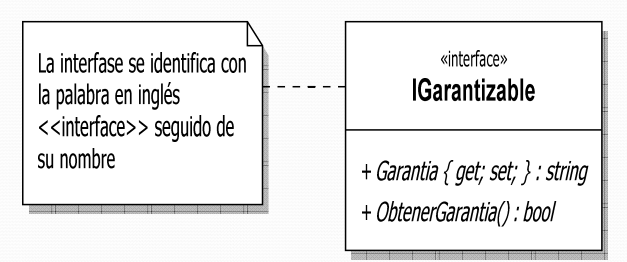 La interfase se identifica con
la palabra en inglés
<<interface>> seguido de
su nombre
«interface»
IGarantizable
+ Garantia { get; set; } : string
+ ObtenerGarantia() : bool